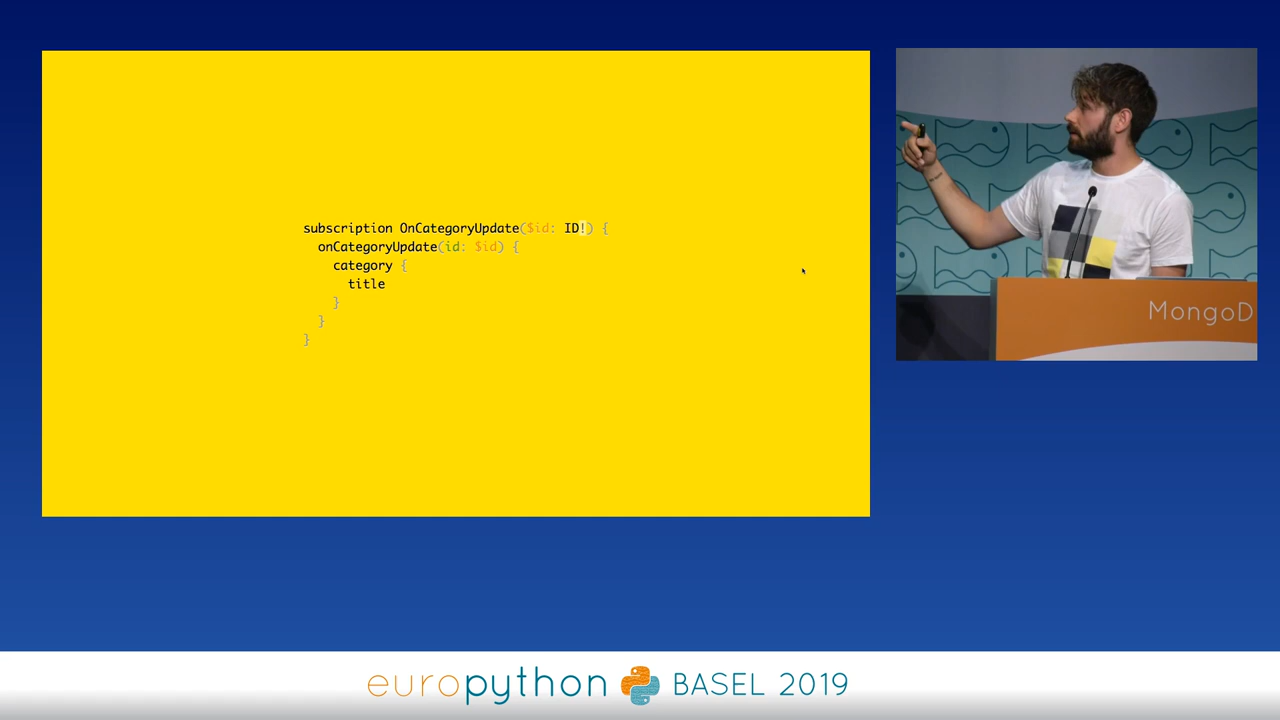 subscription OnCategoryUpdate($id: ID!) {
  onCategoryUpdate(id: $id) {
    category {
      title
    }
  }
}
MongoD
europython BASEL 2019